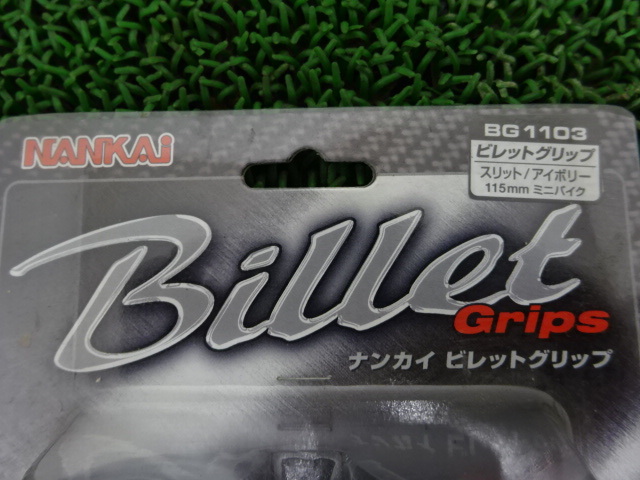 NANKAI
BG1103
ビレットグリップ
スリット/アイボリー
115mm ミニバイク
Billet
Grips
ナンカイ ビレットグリップ